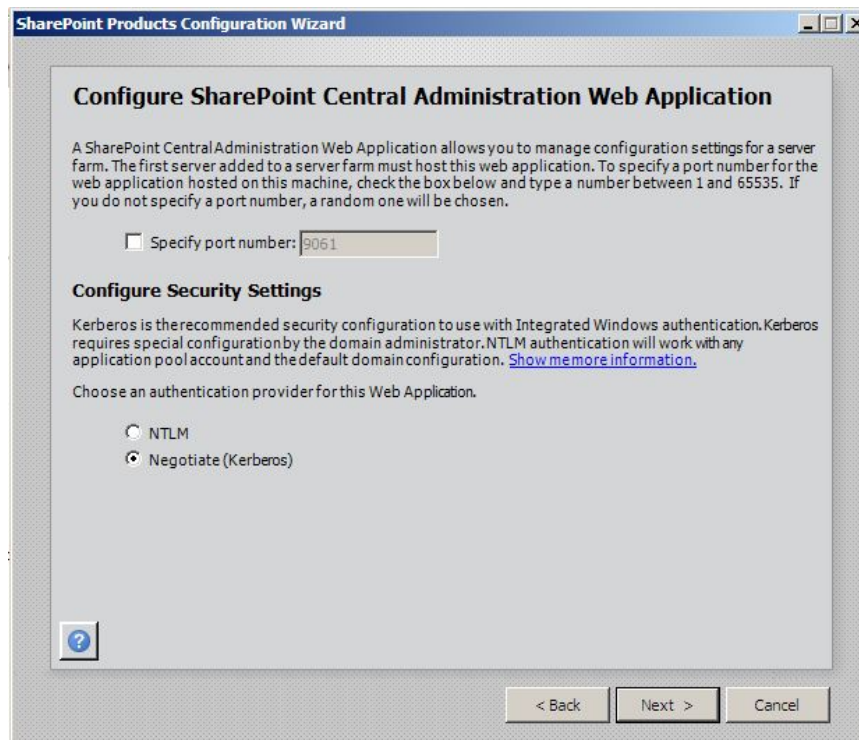 SharePoint Products Configuration Wizard
Configure SharePoint Central Administration Web Application
A SharePoint Central Administration Web Application allows you to manage configuration settings for a server
farm. The first server added to a server farm must host this web application. To specify a port number for the
web application hosted on this machine, check the box below and type a number between 1 and 65535. If
you do not specify a port number, a random one will be chosen.
Specify port number: 9061
Configure Security Settings
Kerberos is the recommended security configuration to use with Integrated Windows authentication. Kerberos
requires special configuration by the domain administrator. NTLM authentication will work with any
application pool account and the default domain configuration. Show me more information.
Choose an authentication provider for this Web Application.
NTLM
Negotiate (Kerberos)
?
< Back Next > Cancel